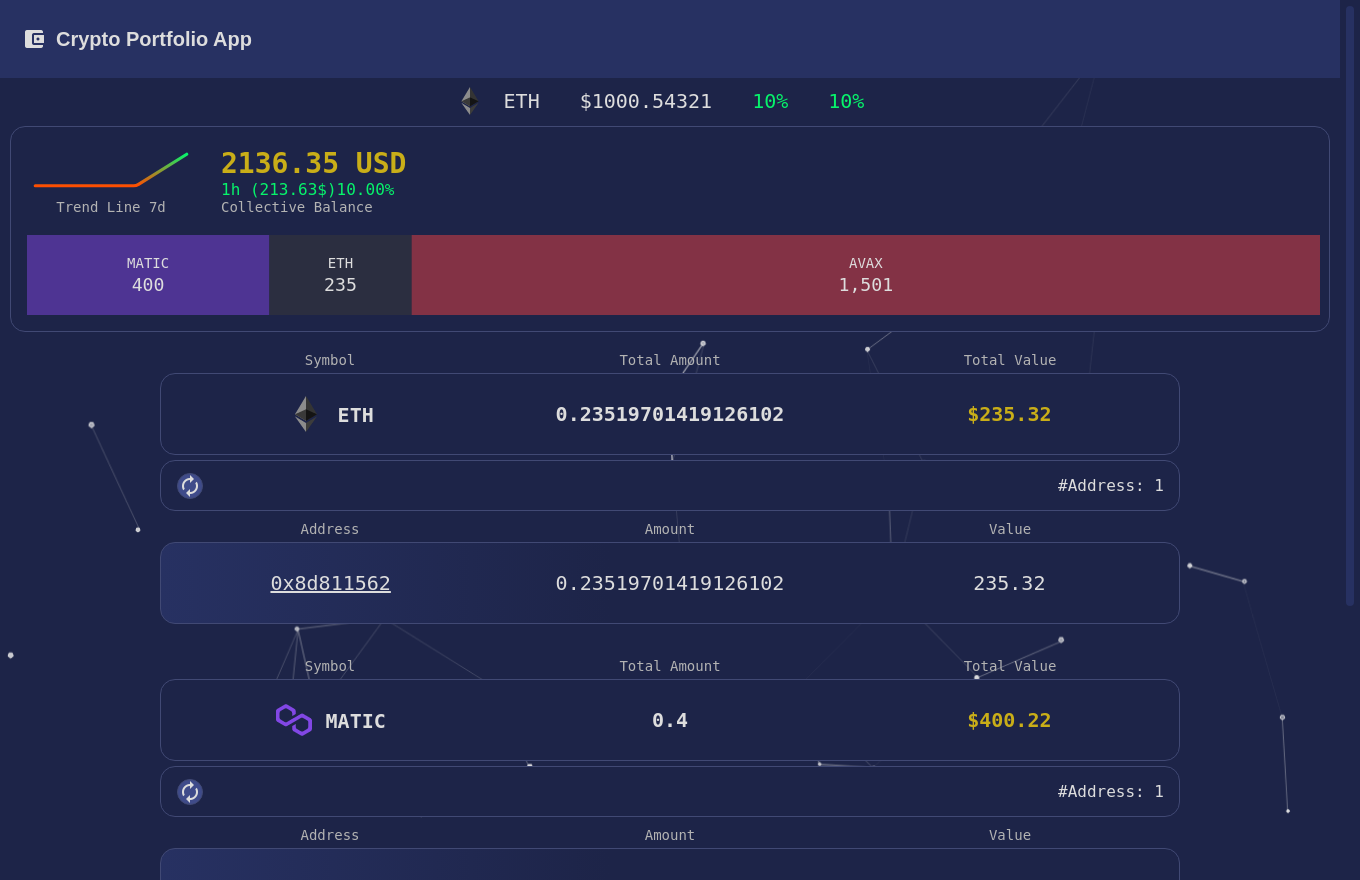 Crypto Portfolio App
ETH $1000.54321 10% 10%
2136.35 USD
1h (213.63$)10.00%
Trend Line 7d Collective Balance
MATIC ETH AVAX
400 235 1,501
Symbol Total Amount Total Value
ETH 0.23519701419126102 $235.32
#Address: 1
Address Amount Value
0x8d811562 0.23519701419126102 235.32
Symbol Total Amount Total Value
MATIC 0.4 $400.22
#Address: 1
Address Amount Value